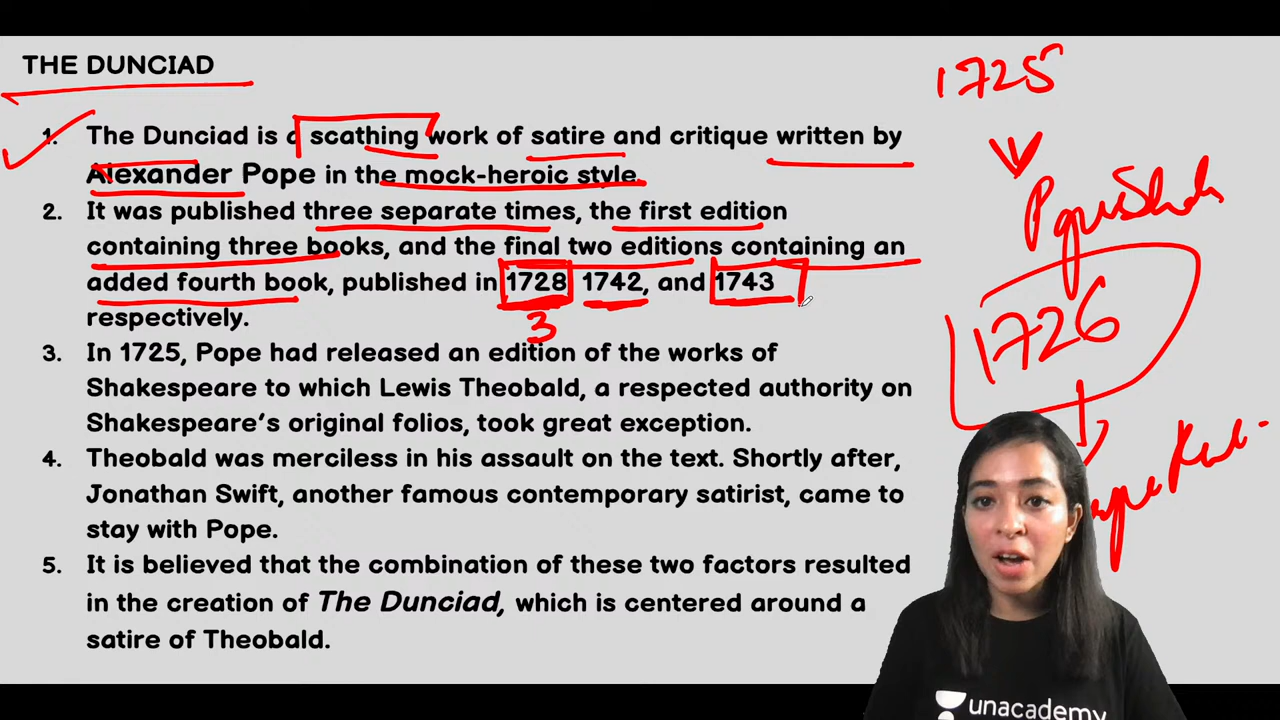 THE DUNCIAD
1. The Dunciad is a scathing work of satire and critique written by
Alexander Pope in the mock-heroic style.
2. It was published three separate times, the first edition
containing three books, and the final two editions containing an
added fourth book, published in 1728 1742, and 1743
respectively.
3
3. In 1725, Pope had released an edition of the works of
Shakespeare to which Lewis Theobald, a respected authority on
Shakespeare's original folios, took great exception.
4. Theobald was merciless in his assault on the text. Shortly after,
Jonathan Swift, another famous contemporary satirist, came to
stay with Pope.
5. It is believed that the combination of these two factors resulted
in the creation of The Dunciad, which is centered around a
satire of Theobald.
1725
1726
unacademy